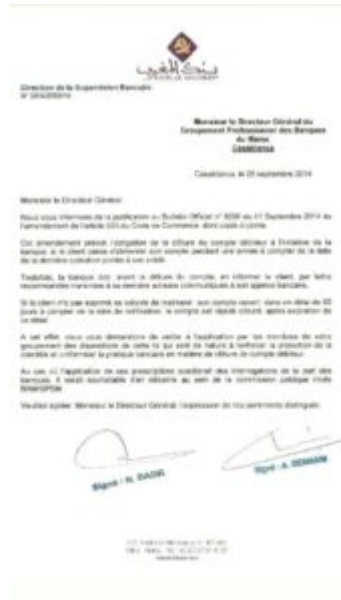 بنك المغرب
Direction de la Supervision Bancaire
Monsieur le Directeur Général du
Groupement Professionnel des Banques
du Maroc
Casablanca
Casablanca, le 25 septembre 2014
Monsieur le Directeur Général,
Nous vous informons de la publication au Bulletin Officiel n° du 11 Septembre 2014 de
l'amendement de l'article 503 du Code de Commerce, dont copie ci-jointe.
Cet amendement prévoit l'obligation de la clôture du compte débiteur à l'initiative de la
banque, si le client cesse d'alimenter son compte pendant une année à compter de la date
de la dernière opération portée à son crédit.
Toutefois, la banque doit, avant la clôture du compte, en informer le client, par lettre
recommandée transmise à sa dernière adresse communiquée à son agence bancaire.
Si le client n'a pas exprimé sa volonté de maintenir son compte ouvert dans un délai de 60
jours à compter de la date de notification, le compte est réputé clôturé, après expiration de
ce délai.
A cet effet, nous vous demandons de veiller à l'application par les membres de votre
groupement des dispositions de cette loi qui sont de nature à renforcer la protection de la
clientèle et uniformiser la pratique bancaire en matière de clôture de compte débiteur.
Au cas où l'application de ces prescriptions susciterait des interrogations de la part des
banques, il serait souhaitable d'en débattre au sein de la commission juridique mixte
BAM/GPBM.
Veuillez agréer, Monsieur le Directeur Général, l'expression de nos sentiments distingués.
Signé : N. BADIS
Signé : A. BENHIMI